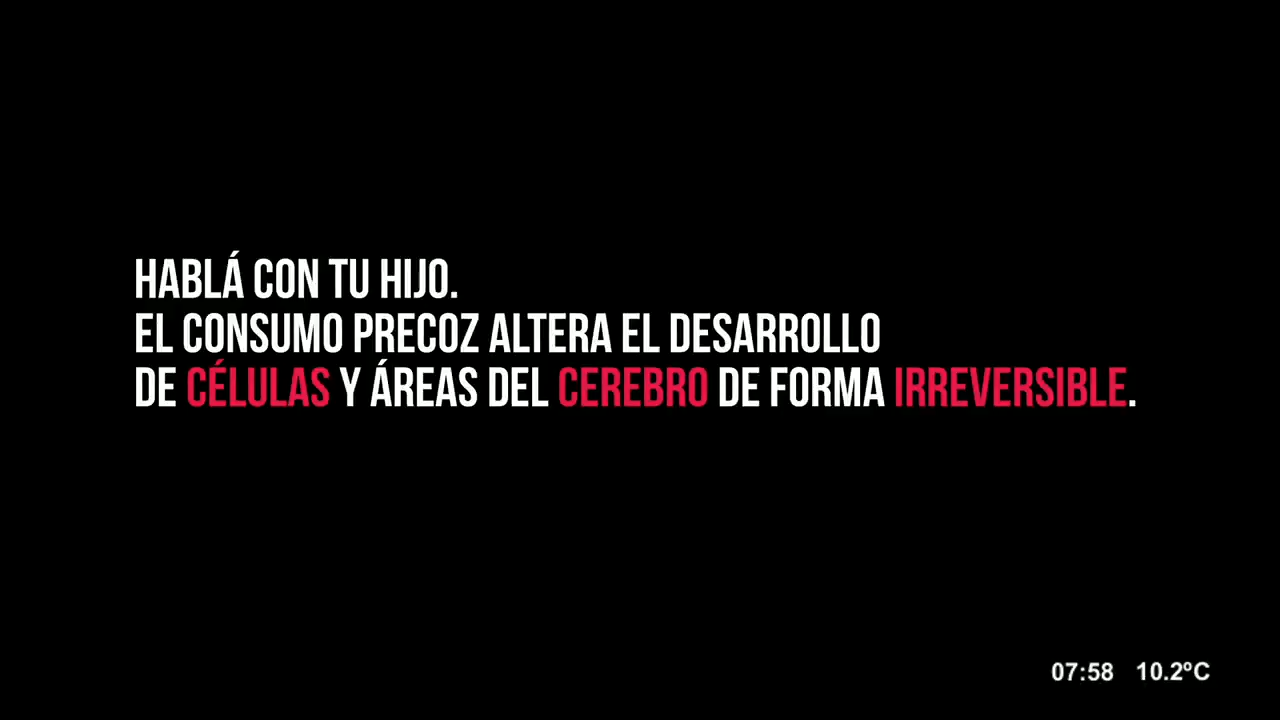 HABLÁ CON TU HIJO.
EL CONSUMO PRECOZ ALTERA EL DESARROLLO
DE CÉLULAS Y ÁREAS DEL CEREBRO DE FORMA IRREVERSIBLE.
07:58 10.2ºC